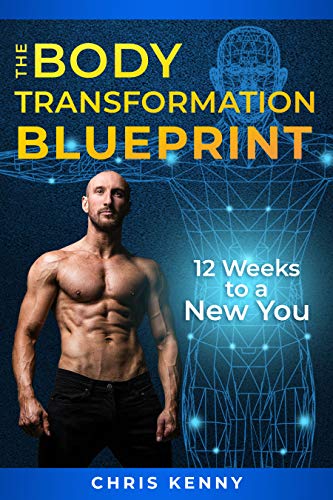 THE BODY
TRANSFORMATION
BLUEPRINT
12 Weeks
to a
New You
CHRIS KENNY